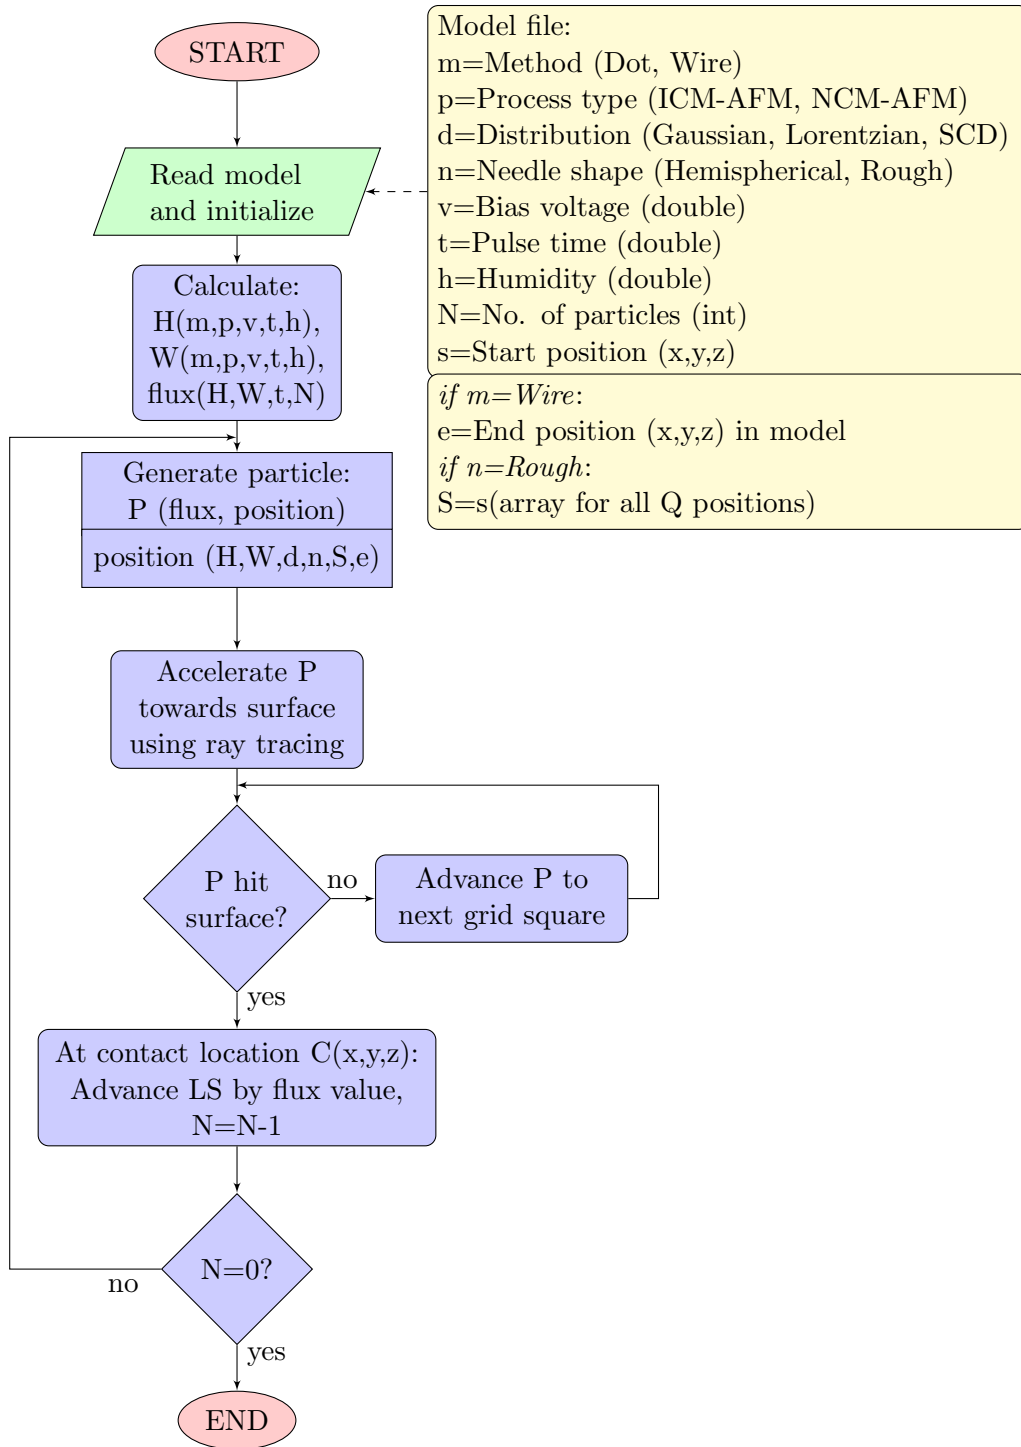 START
Model file:
m=Method (Dot, Wire)
p=Process type (ICM-AFM, NCM-AFM)
d=Distribution (Gaussian, Lorentzian, SCD)
n=Needle shape (Hemispherical, Rough)
v=Bias voltage (double)
t=Pulse time (double)
h=Humidity (double)
N=No. of particles (int)
s=Start position (x,y,z)
if m=Wire:
e=End position (x,y,z) in model
if n=Rough:
S=s(array for all Q positions)
Read model
and initialize
Calculate:
H(m,p,v,t,h),
W(m,p,v,t,h),
flux(H,W,t,N)
Generate particle:
P (flux, position)
position (H,W,d,n,S,e)
Accelerate P
towards surface
using ray tracing
P hit
surface?
no
Advance P to
next grid square
yes
At contact location C(x,y,z):
Advance LS by flux value,
N=N-1
N=0?
no
yes
END